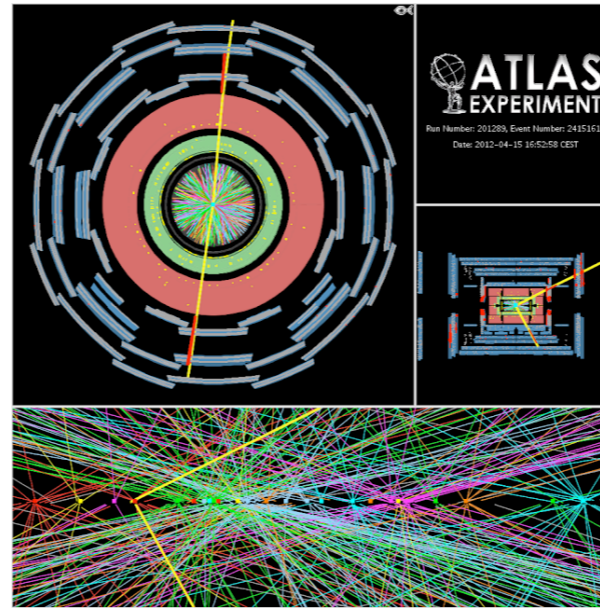 ATLAS
EXPERIMENT
Run Number: 201289, Event Number: 2415161
Date: 2012-04-15 16:52:58 CEST